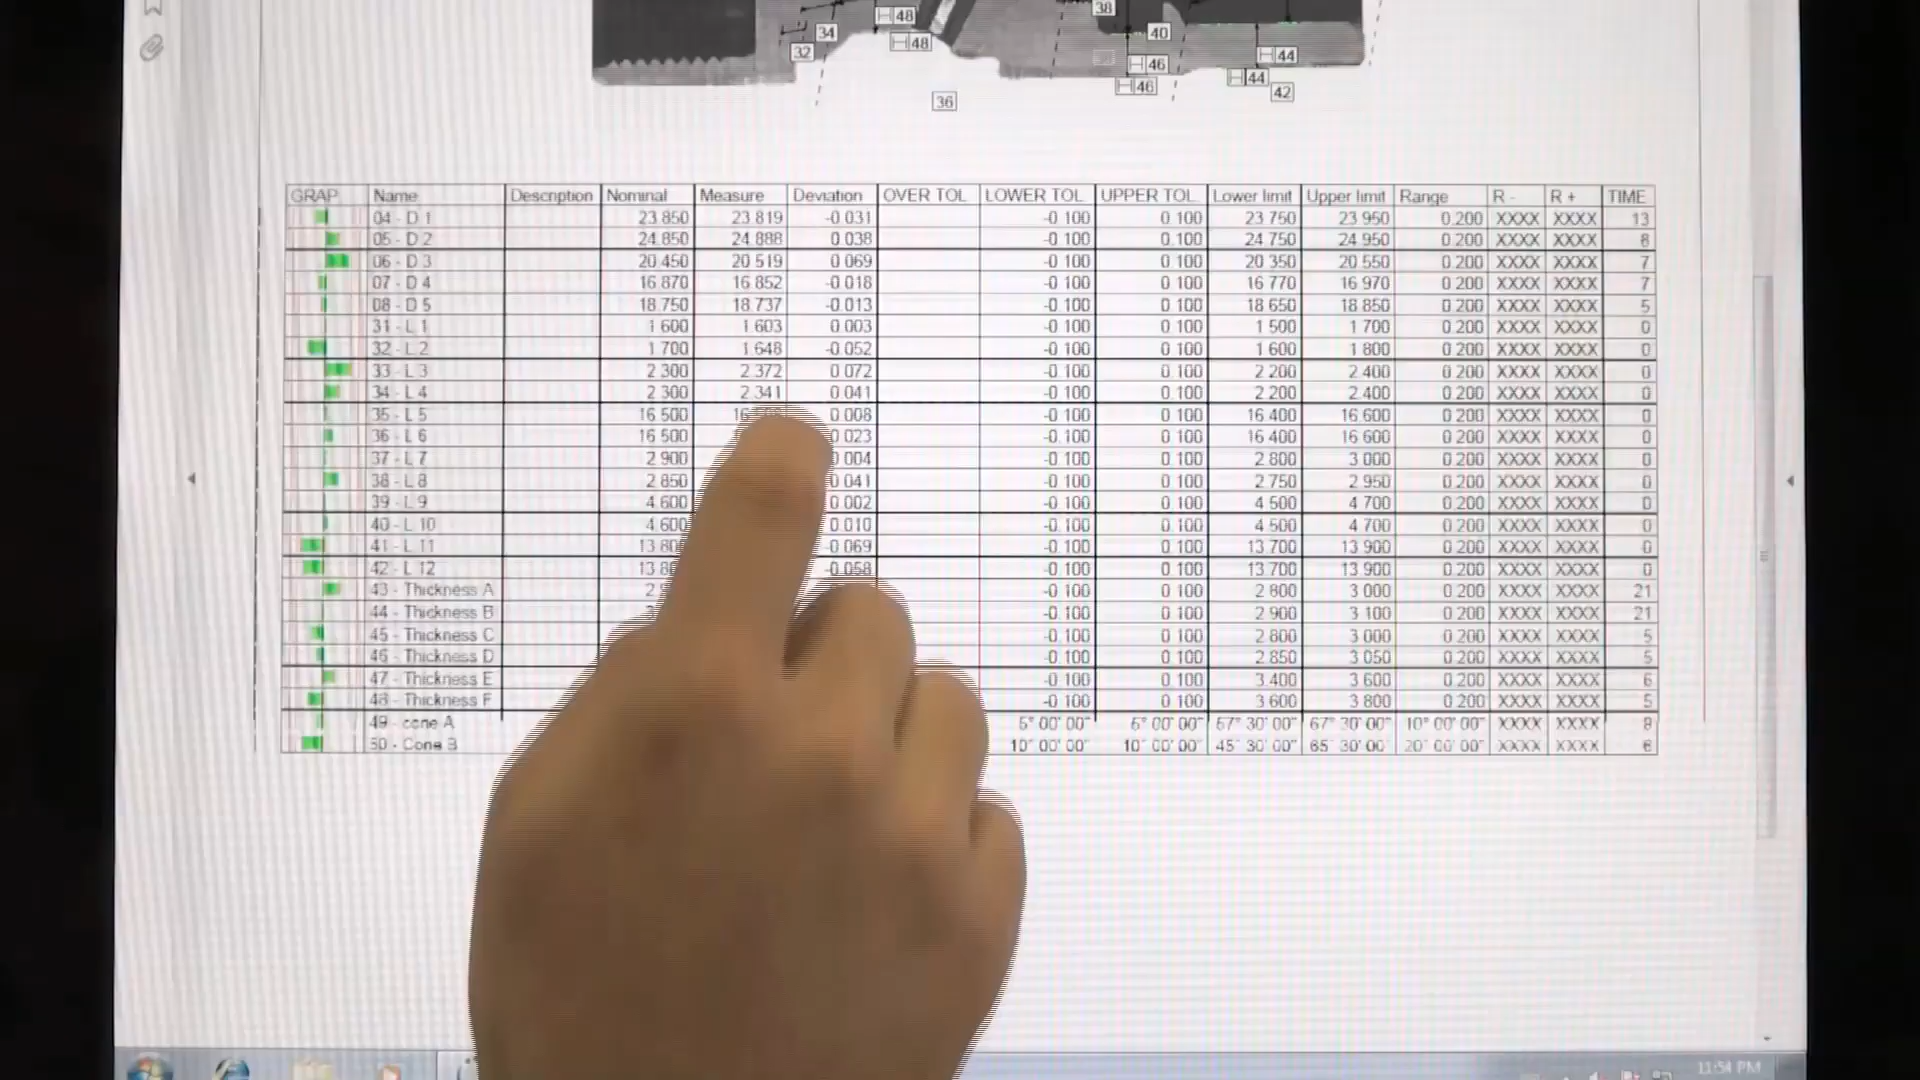 38
48
34
40
48
32
44
46
44
46
42
36
GRAP Name Description Nominal Measure Deviation OVER TOL LOWER TOL UPPER TOL Lower limit Upper limit Range R - R + TIME
04 - D 1 23.850 23.819 -0.031 -0.100 0.100 23.750 23.950 0.200 XXXX XXXX 13
05 - D 2 24.850 24.888 0.038 -0.100 0.100 24.750 24.950 0.200 XXXX XXXX 8
06 - D 3 20.450 20.519 0.069 -0.100 0.100 20.350 20.550 0.200 XXXX XXXX 7
07 - D 4 16.870 16.852 -0.018 -0.100 0.100 16.770 16.970 0.200 XXXX XXXX 7
08 - D 5 18.750 18.737 -0.013 -0.100 0.100 18.650 18.850 0.200 XXXX XXXX 5
31 - L 1 1.600 1.603 0.003 -0.100 0.100 1.500 1.700 0.200 XXXX XXXX 0
32 - L 2 1.700 1.648 -0.052 -0.100 0.100 1.600 1.800 0.200 XXXX XXXX 0
33 - L 3 2.300 2.372 0.072 -0.100 0.100 2.200 2.400 0.200 XXXX XXXX 0
34 - L 4 2.300 2.341 0.041 -0.100 0.100 2.200 2.400 0.200 XXXX XXXX 0
35 - L 5 16.500 0.008 -0.100 0.100 16.400 16.600 0.200 XXXX XXXX 0
36 - L 6 16.500 0.023 -0.100 0.100 16.400 16.600 0.200 XXXX XXXX 0
37 - L 7 2.900 0.004 -0.100 0.100 2.800 3.000 0.200 XXXX XXXX 0
38 - L 8 2.850 0.041 -0.100 0.100 2.750 2.950 0.200 XXXX XXXX 0
39 - L 9 4.600 0.002 -0.100 0.100 4.500 4.700 0.200 XXXX XXXX 0
40 - L 10 4.600 0.010 -0.100 0.100 4.500 4.700 0.200 XXXX XXXX 0
41 - L 11 13.800 -0.069 -0.100 0.100 13.700 13.900 0.200 XXXX XXXX 0
42 - L 12 -0.058 -0.100 0.100 13.700 13.900 0.200 XXXX XXXX 0
43 - Thickness A -0.100 0.100 2.800 3.000 0.200 XXXX XXXX 21
44 - Thickness B -0.100 0.100 2.900 3.100 0.200 XXXX XXXX 21
45 - Thickness C -0.100 0.100 2.800 3.000 0.200 XXXX XXXX 5
46 - Thickness D -0.100 0.100 2.850 3.050 0.200 XXXX XXXX 5
47 - Thickness E -0.100 0.100 3.400 3.600 0.200 XXXX XXXX 6
48 - Thickness F -0.100 0.100 3.600 3.800 0.200 XXXX XXXX 5
49 - cone A 5° 00' 00" 5° 00' 00" 57° 30' 00" 67° 30' 00" 10° 00' 00" XXXX XXXX 8
50 - Cone B 10° 00' 00" 10° 00' 00" 45° 30' 00" 65° 30' 00" 20° 00' 00" XXXX XXXX 6
11:54 PM